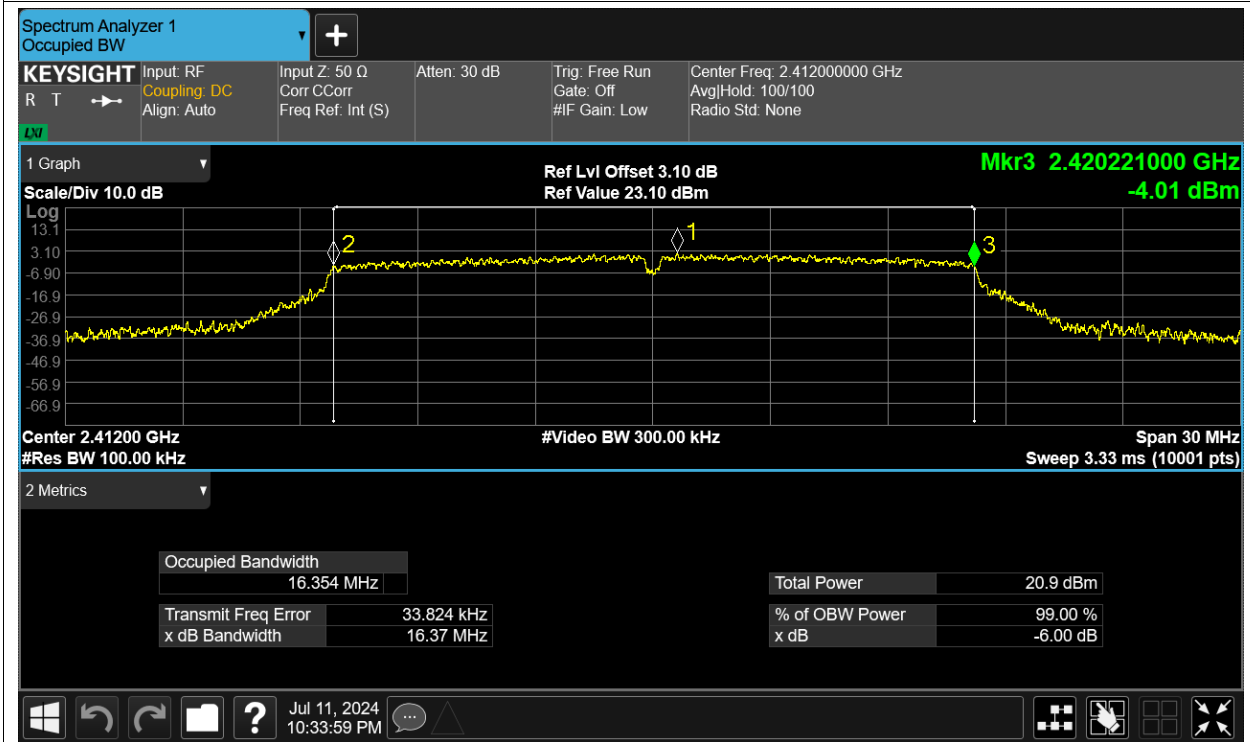 Spectrum Analyzer 1
Occupied BW
KEYSIGHT
R T
LXI
Input: RF
Coupling: DC
Align: Auto
Input Z: 50 Ω
Corr CCorr
Freq Ref: Int (S)
Atten: 30 dB
Trig: Free Run
Gate: Off
#IF Gain: Low
Center Freq: 2.412000000 GHz
Avg|Hold: 100/100
Radio Std: None
1 Graph
Scale/Div 10.0 dB
Ref Lvl Offset 3.10 dB
Ref Value 23.10 dBm
Mkr3 2.420221000 GHz
-4.01 dBm
Log
13.1
3.10
-6.90
-16.9
-26.9
-36.9
-46.9
-56.9
-66.9
2
1
3
Center 2.41200 GHz
#Res BW 100.00 kHz
#Video BW 300.00 kHz
Span 30 MHz
Sweep 3.33 ms (10001 pts)
2 Metrics
Occupied Bandwidth
16.354 MHz
Transmit Freq Error 33.824 kHz
x dB Bandwidth 16.37 MHz
Total Power 20.9 dBm
% of OBW Power 99.00 %
x dB -6.00 dB
?
Jul 11, 2024
10:33:59 PM